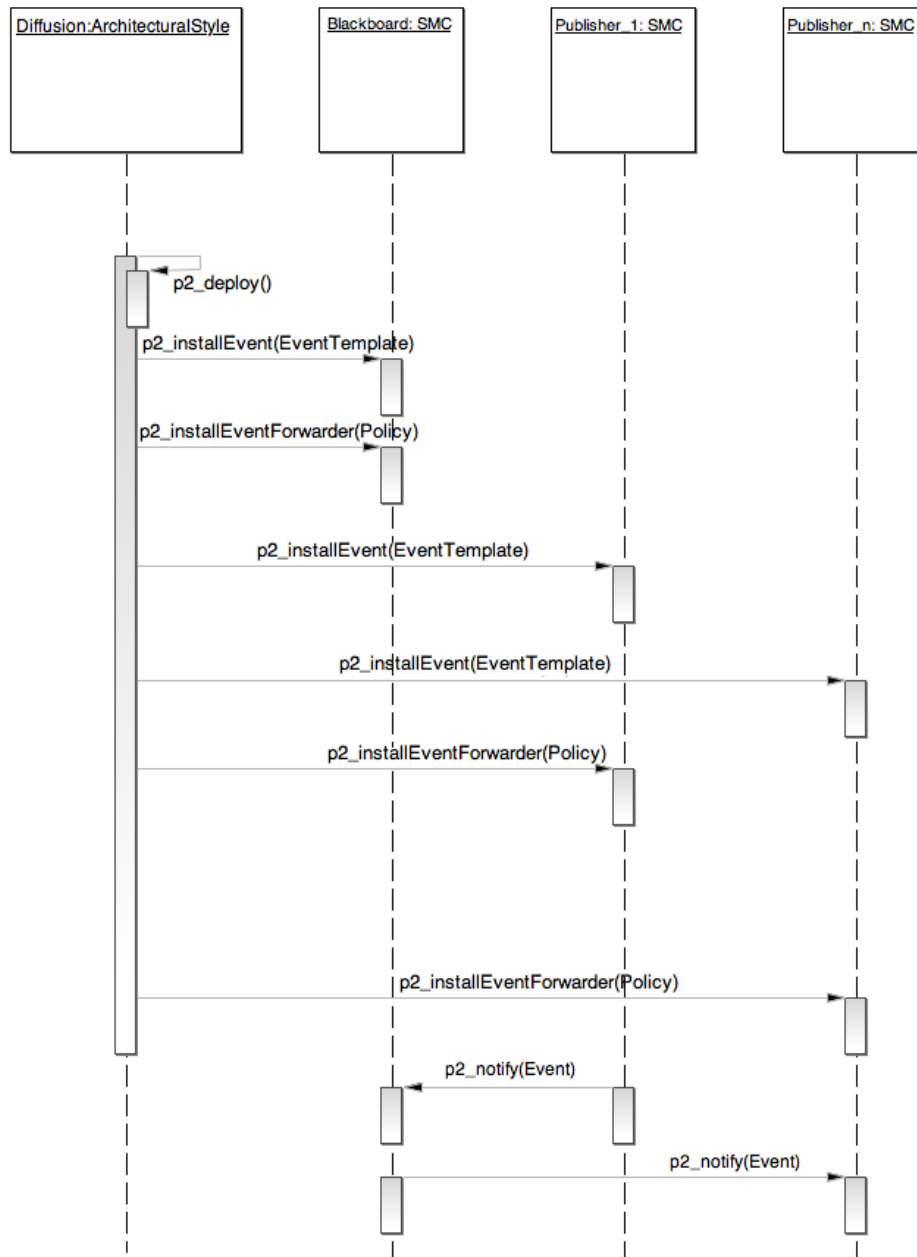 Diffusion:ArchitecturalStyle
Blackboard: SMC
Publisher_1: SMC
Publisher_n: SMC
p2_deploy()
p2_installEvent(EventTemplate)
p2_installEventForwarder(Policy)
p2_installEvent(EventTemplate)
p2_installEvent(EventTemplate)
p2_installEventForwarder(Policy)
p2_installEventForwarder(Policy)
p2_notify(Event)
p2_notify(Event)